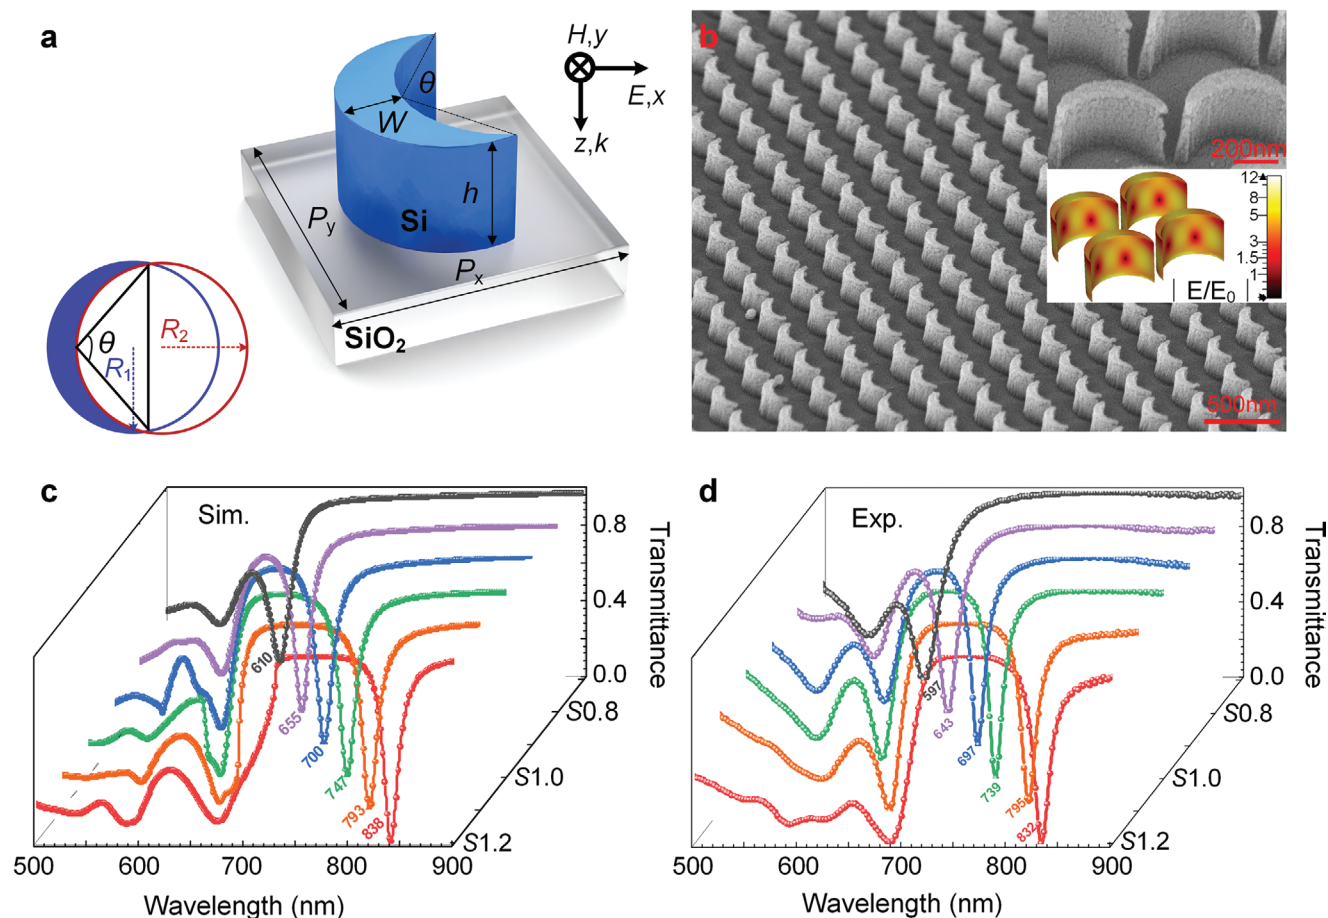 a
H,y
E,x
z,k
θ
W
h
Si
P_y
P_x
SiO₂
θ
R₁
R₂
b
200nm
12
8
5
3
1.5
1
| E/E₀ |
500nm
c
Sim.
0.8
0.4
0.0
Transmittance
610
655
700
747
793
838
S0.8
S1.0
S1.2
500
600
700
800
900
Wavelength (nm)
d
Exp.
0.8
0.4
0.0
Transmittance
597
643
697
739
795
832
S0.8
S1.0
S1.2
500
600
700
800
900
Wavelength (nm)